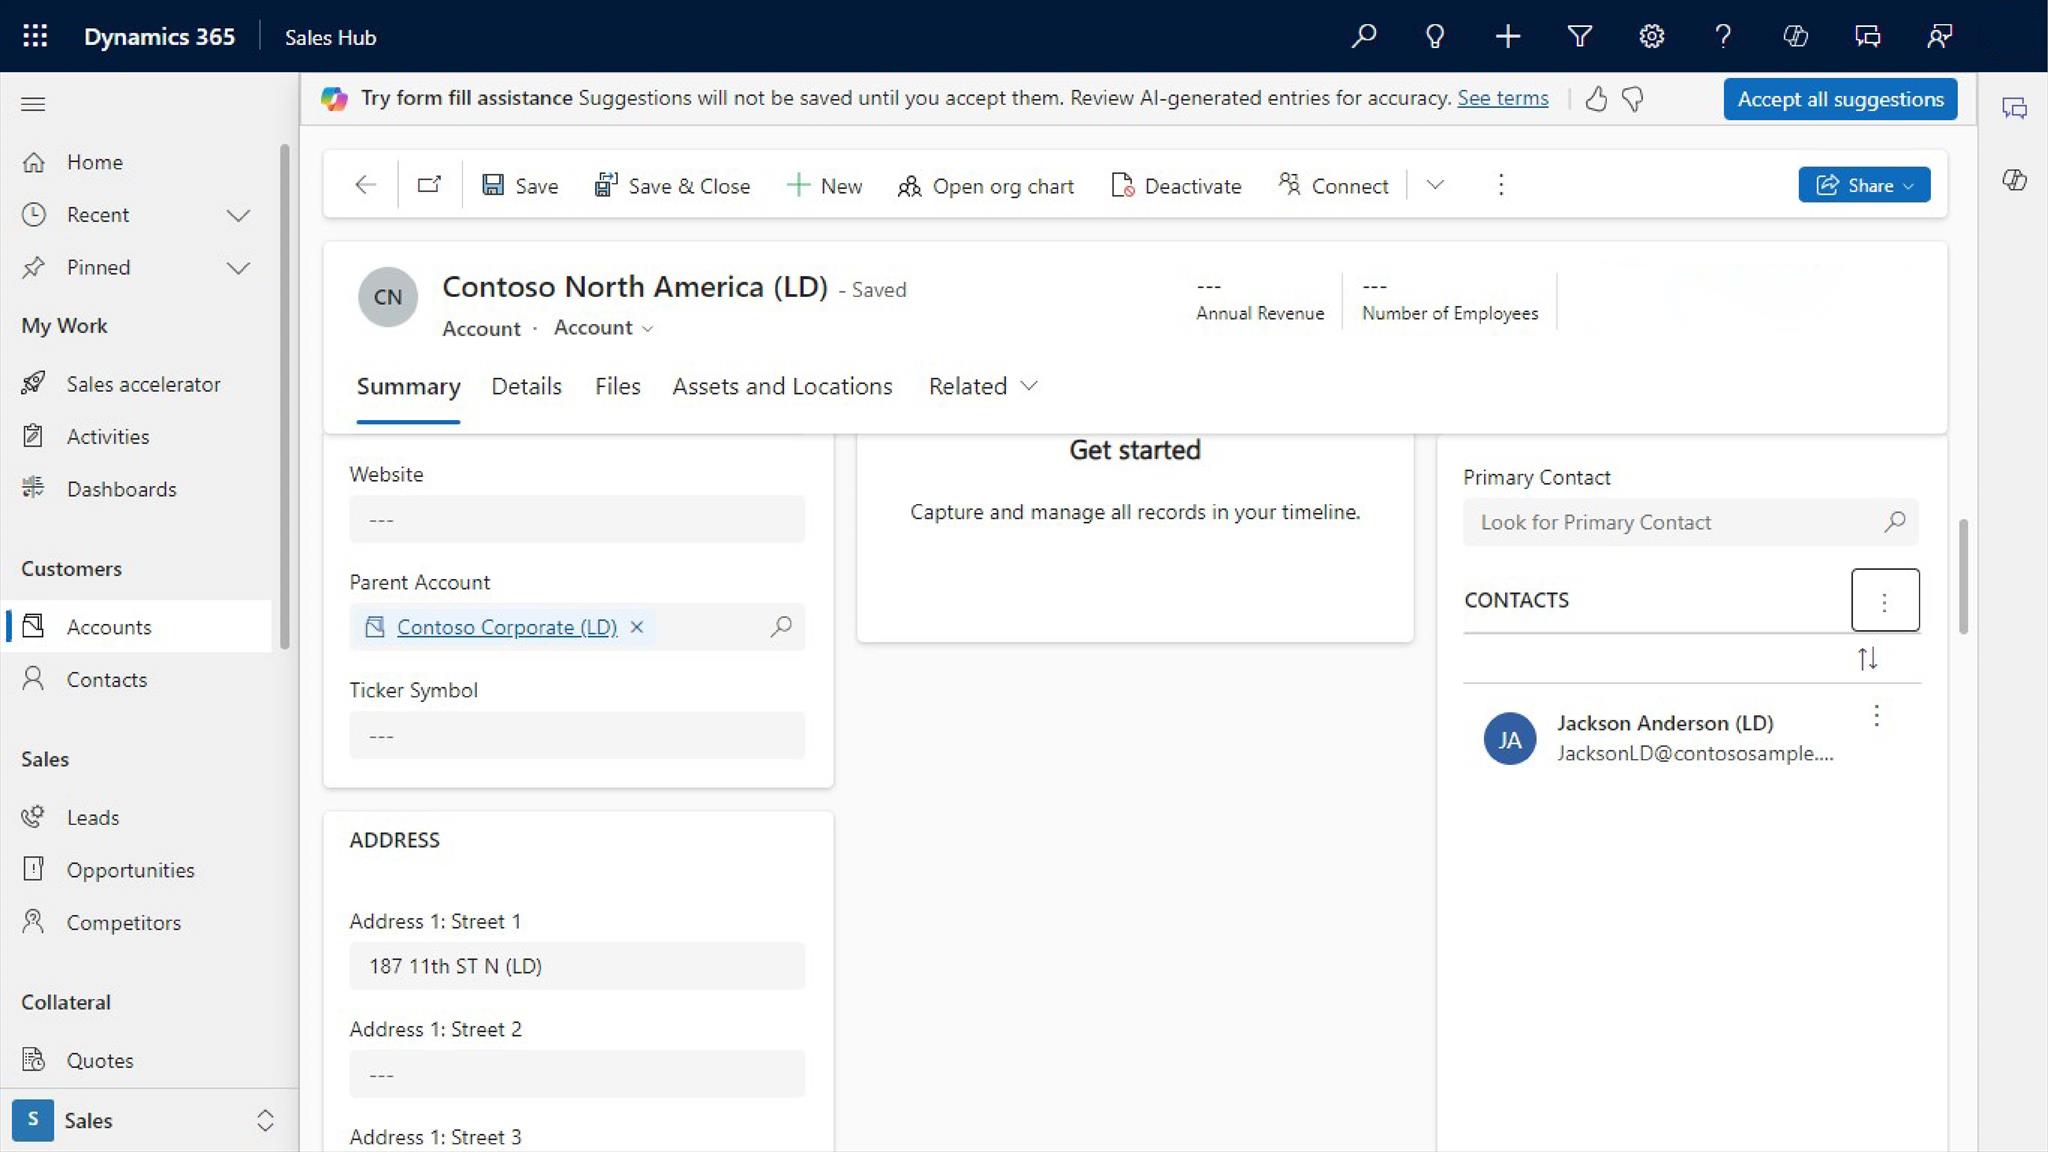 Dynamics 365
Sales Hub
Try form fill assistance Suggestions will not be saved until you accept them. Review AI-generated entries for accuracy. See terms
Accept all suggestions
Home
Recent
Pinned
My Work
Sales accelerator
Activities
Dashboards
Customers
Accounts
Contacts
Sales
Leads
Opportunities
Competitors
Collateral
Quotes
S
Sales
Save
Save & Close
New
Open org chart
Deactivate
Connect
Share
CN
Contoso North America (LD) - Saved
Account · Account
---
Annual Revenue
---
Number of Employees
Summary
Details
Files
Assets and Locations
Related
Website
---
Parent Account
Contoso Corporate (LD)
Ticker Symbol
---
ADDRESS
Address 1: Street 1
187 11th ST N (LD)
Address 1: Street 2
---
Address 1: Street 3
Get started
Capture and manage all records in your timeline.
Primary Contact
Look for Primary Contact
CONTACTS
JA
Jackson Anderson (LD)
JacksonLD@contososample....